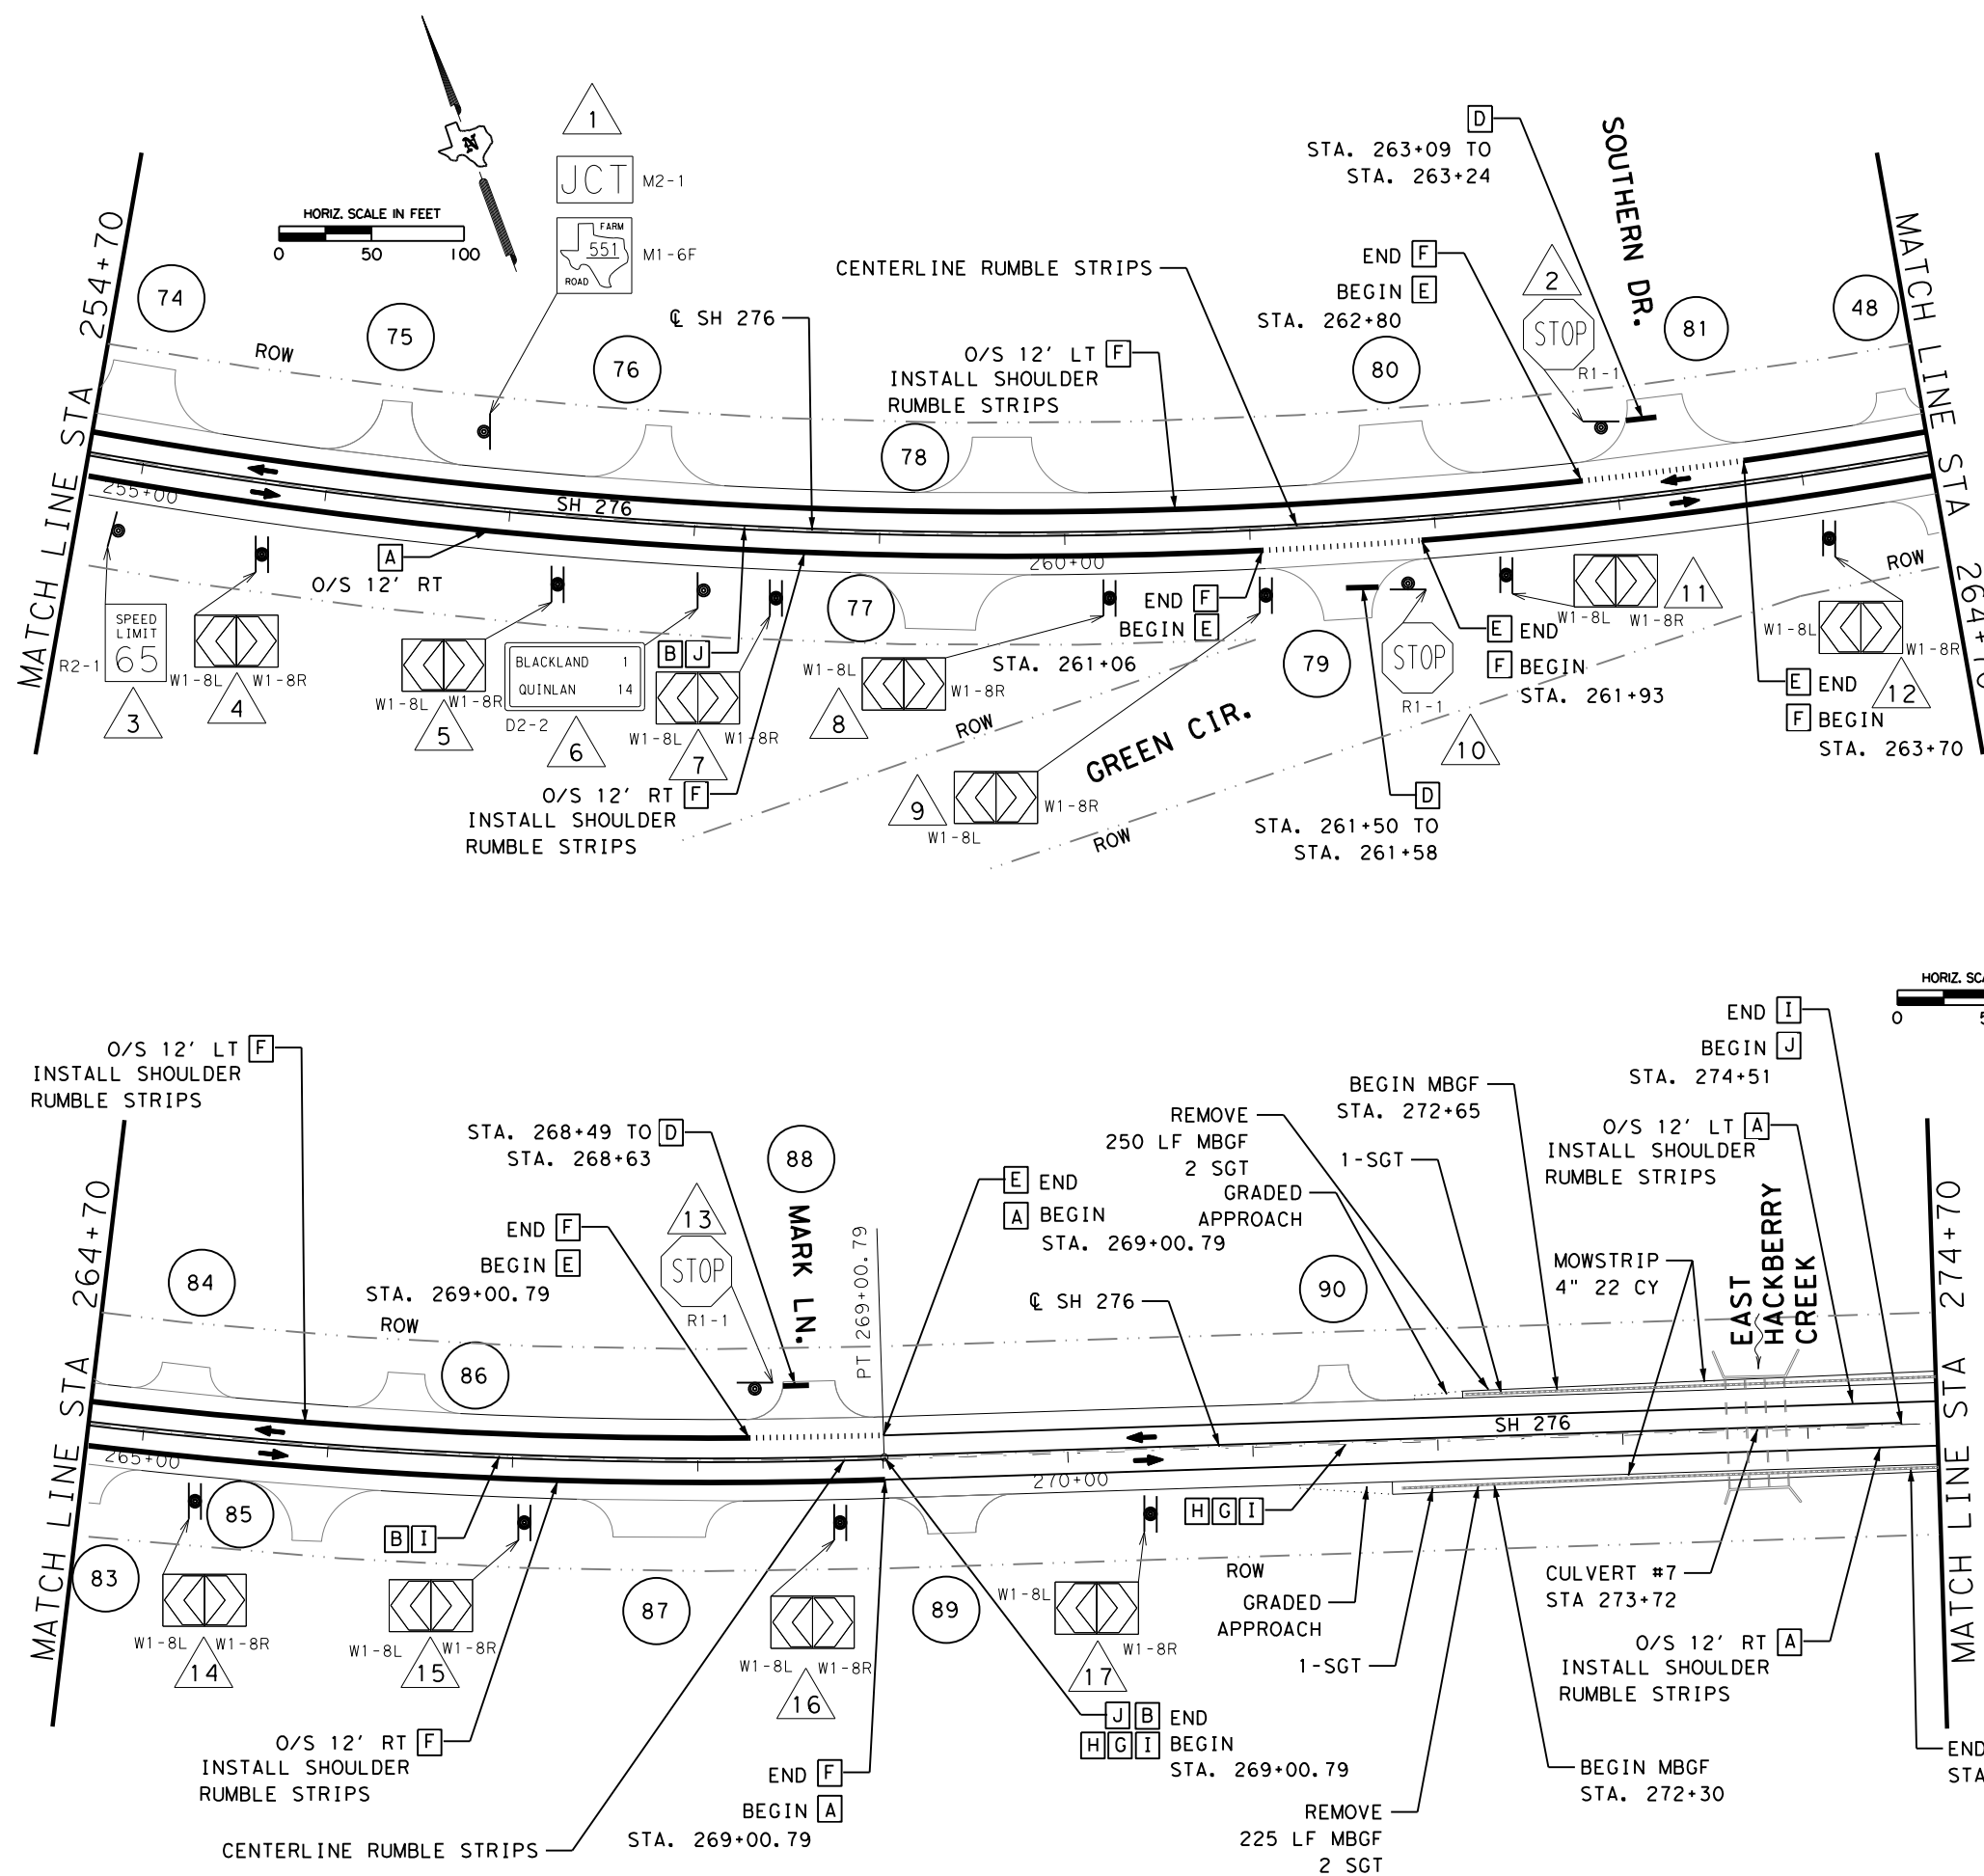 1
JCT M2-1
FARM
551
ROAD
M1-6F
HORIZ. SCALE IN FEET
0 50 100
N
MATCH LINE STA 254+70
74
75
76
ROW
℄ SH 276
CENTERLINE RUMBLE STRIPS
O/S 12' LT F
INSTALL SHOULDER
RUMBLE STRIPS
78
D
STA. 263+09 TO
STA. 263+24
END F
BEGIN E
STA. 262+80
80
2
STOP
R1-1
SOUTHERN DR.
81
48
MATCH LINE STA 264+70
255+00
SH 276
260+00
A
O/S 12' RT
SPEED
LIMIT
65
R2-1
3
W1-8L W1-8R
4
W1-8L W1-8R
5
BLACKLAND 1
QUINLAN 14
D2-2
6
B J
W1-8L W1-8R
7
O/S 12' RT F
INSTALL SHOULDER
RUMBLE STRIPS
77
W1-8L W1-8R
8
END F
BEGIN E
STA. 261+06
ROW
9
W1-8L W1-8R
GREEN CIR.
ROW
79
STOP
R1-1
10
D
STA. 261+50 TO
STA. 261+58
E END
F BEGIN
STA. 261+93
W1-8L W1-8R
11
ROW
W1-8L W1-8R
12
E END
F BEGIN
STA. 263+70
HORIZ. SCA
0 5
O/S 12' LT F
INSTALL SHOULDER
RUMBLE STRIPS
MATCH LINE STA 264+70
84
ROW
86
STA. 268+49 TO D
STA. 268+63
END F
BEGIN E
STA. 269+00.79
13
STOP
R1-1
88
MARK LN.
PT 269+00.79
E END
A BEGIN
STA. 269+00.79
℄ SH 276
REMOVE
250 LF MBGF
2 SGT
GRADED
APPROACH
90
BEGIN MBGF
STA. 272+65
1-SGT
END I
BEGIN J
STA. 274+51
O/S 12' LT A
INSTALL SHOULDER
RUMBLE STRIPS
MOWSTRIP
4" 22 CY
EAST
HACKBERRY
CREEK
MATCH LINE STA 274+70
265+00
270+00
SH 276
83
85
W1-8L W1-8R
14
B I
W1-8L W1-8R
15
87
W1-8L W1-8R
16
89
W1-8L W1-8R
17
H G I
ROW
GRADED
APPROACH
1-SGT
CULVERT #7
STA 273+72
O/S 12' RT A
INSTALL SHOULDER
RUMBLE STRIPS
O/S 12' RT F
INSTALL SHOULDER
RUMBLE STRIPS
CENTERLINE RUMBLE STRIPS
END F
BEGIN A
STA. 269+00.79
J B END
H G I BEGIN
STA. 269+00.79
REMOVE
225 LF MBGF
2 SGT
BEGIN MBGF
STA. 272+30
END
STA